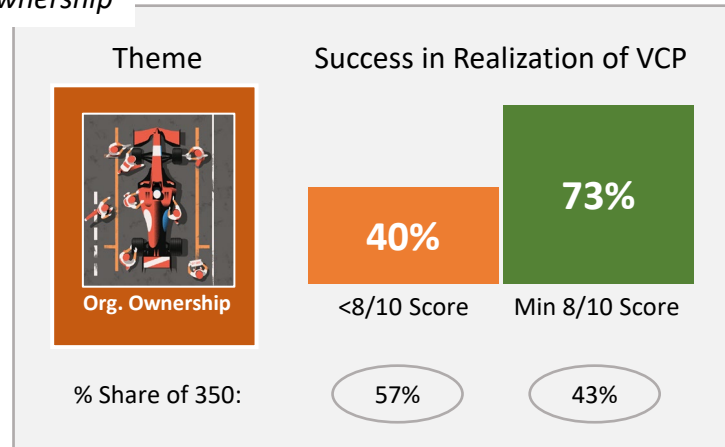 Theme
Success in Realization of VCP
73%
40%
Org. Ownership
<8/10 Score
Min 8/10 Score
% Share of 350:
57%
43%